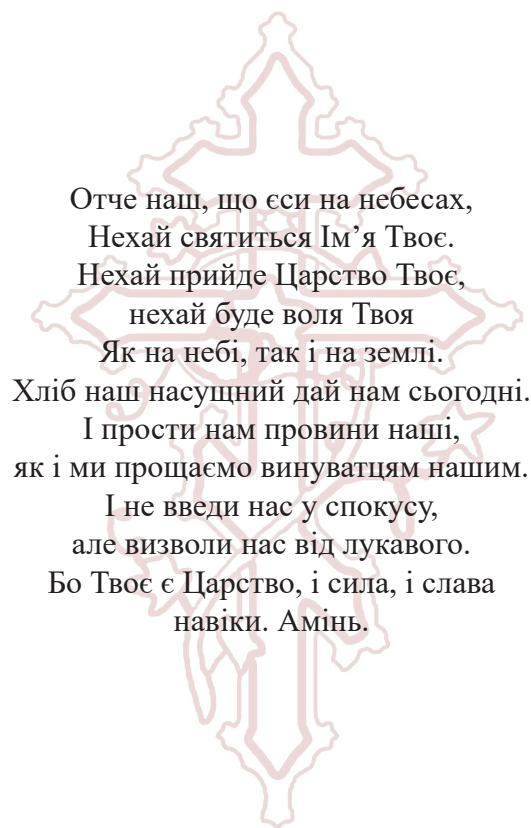 Отче наш, що єси на небесах,
Нехай святиться Ім’я Твоє.
Нехай прийде Царство Твоє,
нехай буде воля Твоя
Як на небі, так і на землі.
Хліб наш насущний дай нам сьогодні.
І прости нам провини наші,
як і ми прощаємо винуватцям нашим.
І не введи нас у спокусу,
але визволи нас від лукавого.
Бо Твоє є Царство, і сила, і слава
навіки. Амінь.